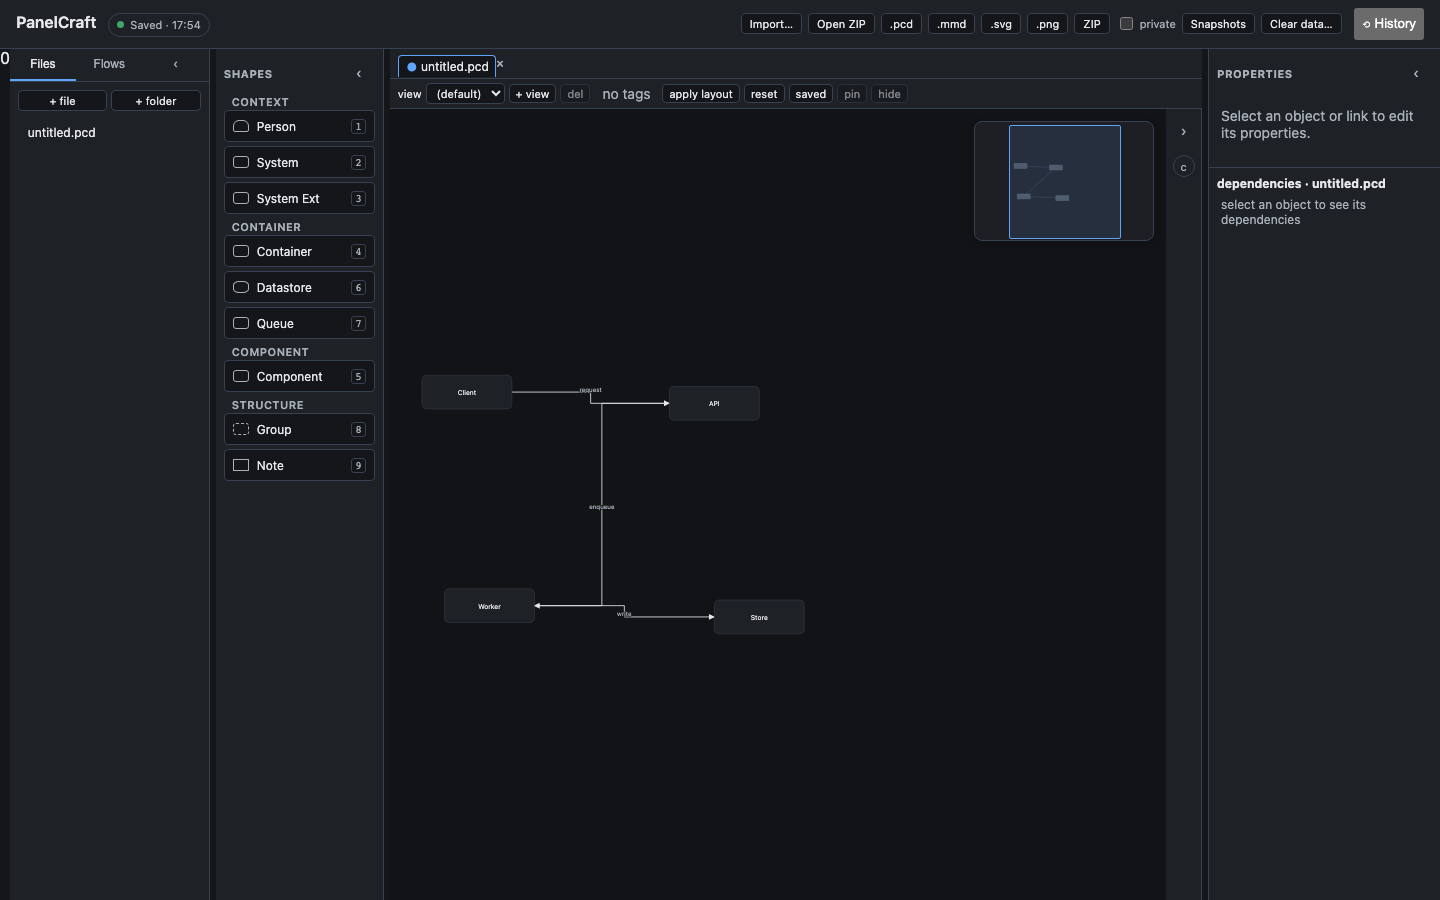 PanelCraft
Saved · 17:54
Import...
Open ZIP
.pcd
.mmd
.svg
.png
ZIP
private
Snapshots
Clear data...
⟲ History
0
Files
Flows
‹
+ file
+ folder
untitled.pcd
SHAPES
‹
CONTEXT
Person 1
System 2
System Ext 3
CONTAINER
Container 4
Datastore 6
Queue 7
COMPONENT
Component 5
STRUCTURE
Group 8
Note 9
untitled.pcd ×
view (default) + view del no tags apply layout reset saved pin hide
Client
request
API
enqueue
Worker
write
Store
›
c
PROPERTIES
‹
Select an object or link to edit
its properties.
dependencies · untitled.pcd
select an object to see its
dependencies